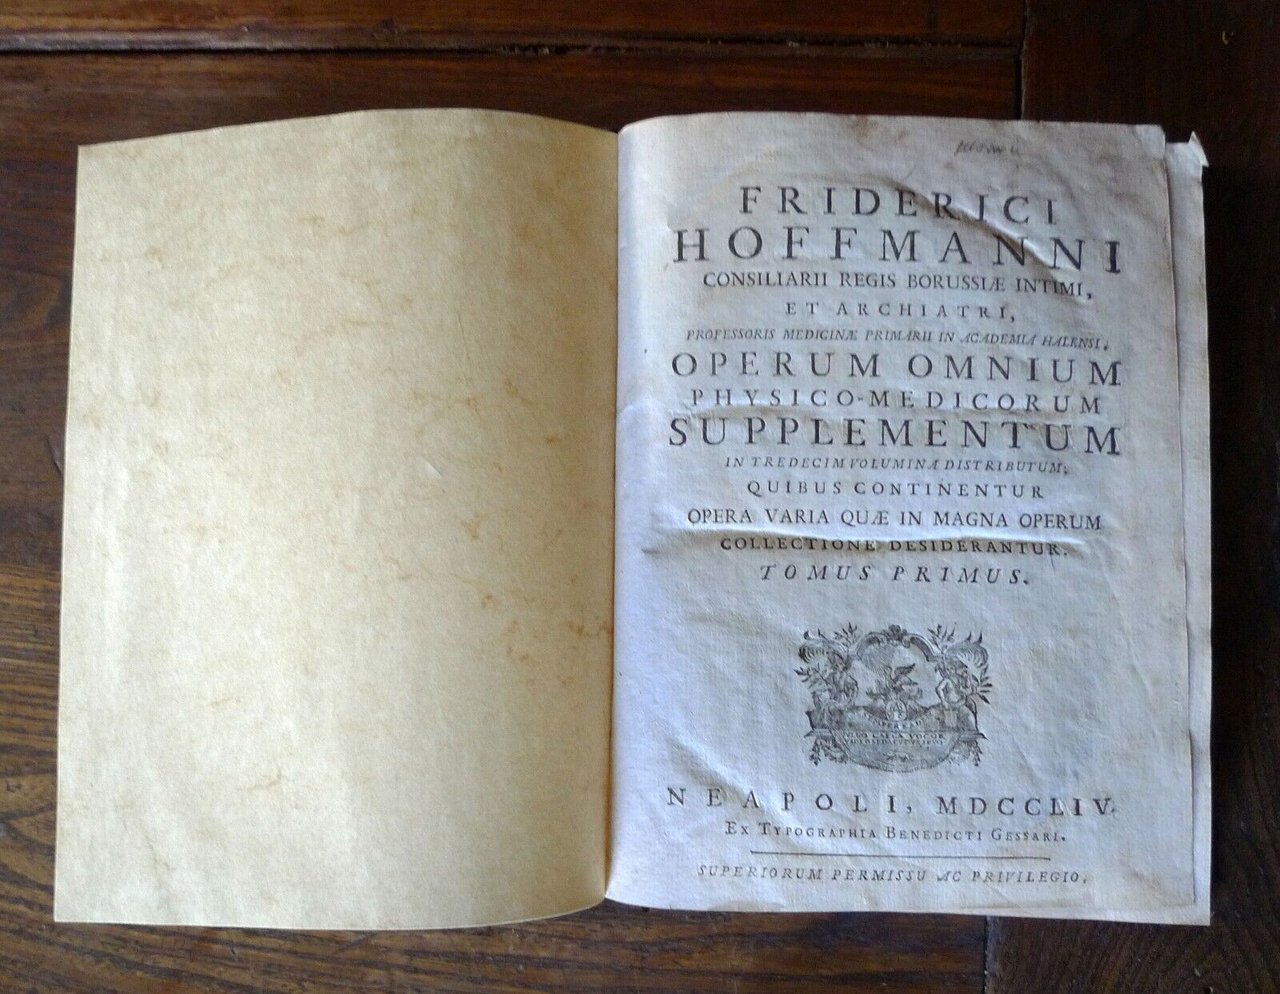 FRIDERICI
HOFFMANNI
CONSILIARII REGIS BORUSSIÆ INTIMI,
ET ARCHIATRI,
PROFESSORIS MEDICINÆ PRIMARII IN ACADEMIA HALENSI,
OPERUM OMNIUM
PHYSICO-MEDICORUM
SUPPLEMENTUM
IN TREDECIM VOLUMINA DISTRIBUTUM;
QUIBUS CONTINENTUR
OPERA VARIA QUÆ IN MAGNA OPERUM
COLLECTIONE DESIDERANTUR.
TOMUS PRIMUS.
NEAPOLI, MDCCLIV.
EX TYPOGRAPHIA BENEDICTI GESSARI.
SUPERIORUM PERMISSU AC PRIVILEGIO.